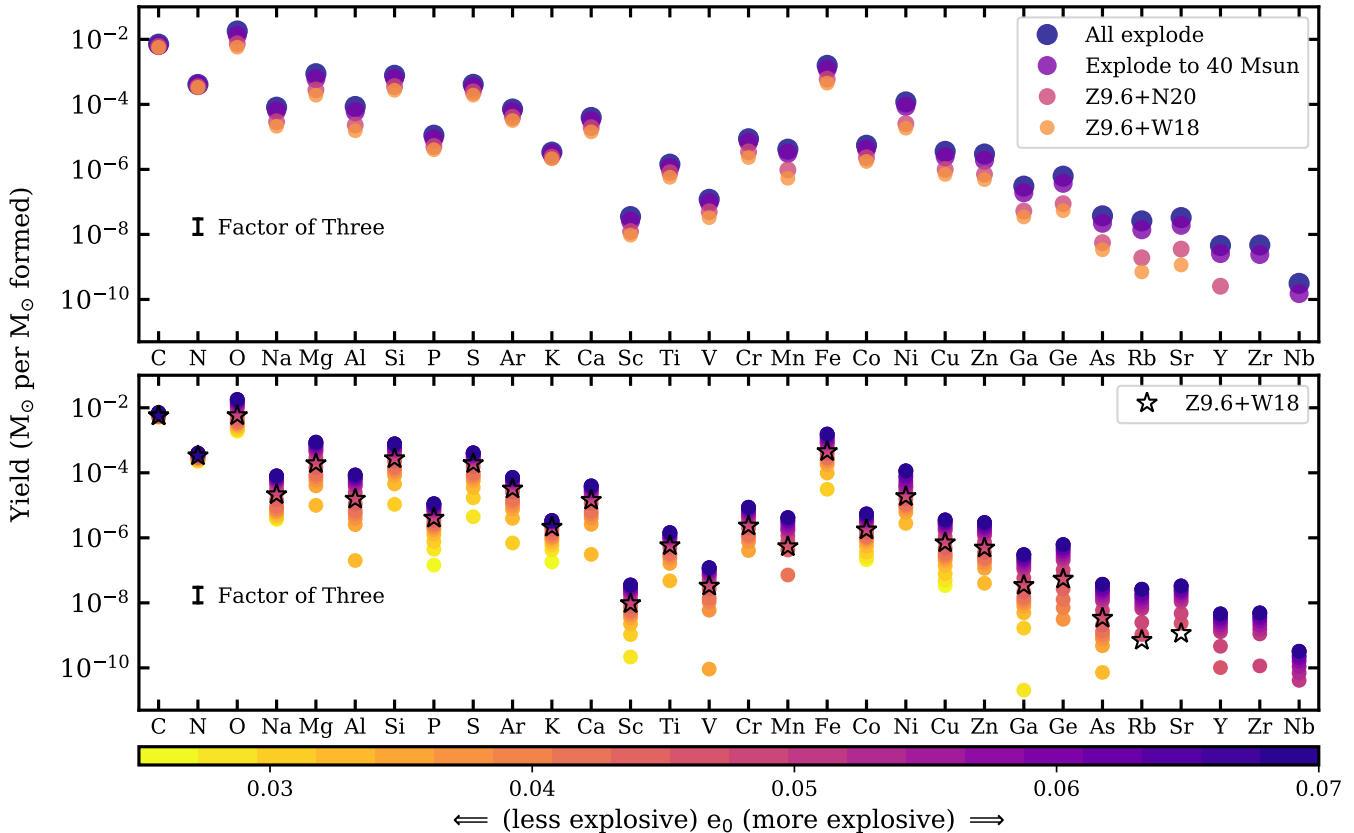 Yield (M⊙ per M⊙ formed)
10⁻²
10⁻⁴
10⁻⁶
10⁻⁸
10⁻¹⁰
All explode
Explode to 40 Msun
Z9.6+N20
Z9.6+W18
Factor of Three
C N O Na Mg Al Si P S Ar K Ca Sc Ti V Cr Mn Fe Co Ni Cu Zn Ga Ge As Rb Sr Y Zr Nb
10⁻²
10⁻⁴
10⁻⁶
10⁻⁸
10⁻¹⁰
Z9.6+W18
Factor of Three
C N O Na Mg Al Si P S Ar K Ca Sc Ti V Cr Mn Fe Co Ni Cu Zn Ga Ge As Rb Sr Y Zr Nb
0.03 0.04 0.05 0.06 0.07
⟸ (less explosive) e₀ (more explosive) ⟹